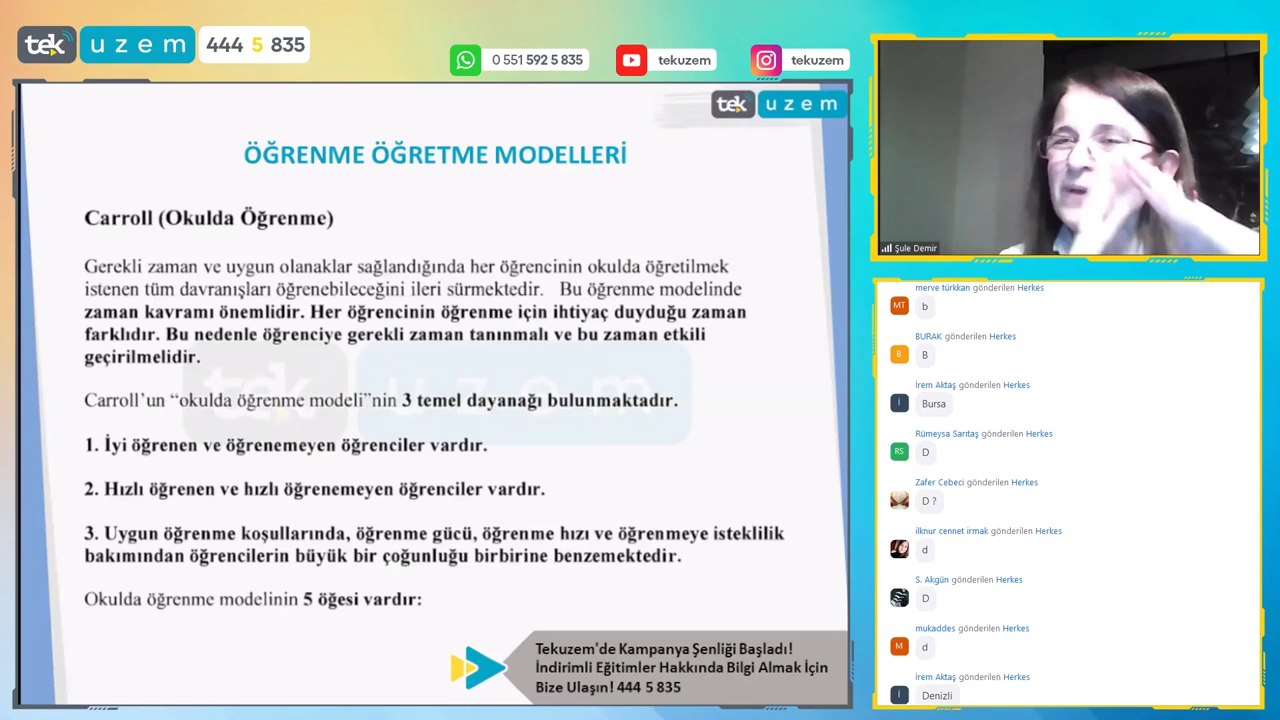 tek uzem 444 5 835
0 551 592 5 835
tekuzem
tekuzem
tek uzem
ÖĞRENME ÖĞRETME MODELLERİ
Carroll (Okulda Öğrenme)
Gerekli zaman ve uygun olanaklar sağlandığında her öğrencinin okulda öğretilmek
istenen tüm davranışları öğrenebileceğini ileri sürmektedir. Bu öğrenme modelinde
zaman kavramı önemlidir. Her öğrencinin öğrenme için ihtiyaç duyduğu zaman
farklıdır. Bu nedenle öğrenciye gerekli zaman tanınmalı ve bu zaman etkili
geçirilmelidir.
tek uzem
Carroll'un “okulda öğrenme modeli”nin 3 temel dayanağı bulunmaktadır.
1. İyi öğrenen ve öğrenemeyen öğrenciler vardır.
2. Hızlı öğrenen ve hızlı öğrenemeyen öğrenciler vardır.
3. Uygun öğrenme koşullarında, öğrenme gücü, öğrenme hızı ve öğrenmeye isteklilik
bakımından öğrencilerin büyük bir çoğunluğu birbirine benzemektedir.
Okulda öğrenme modelinin 5 öğesi vardır:
Tekuzem'de Kampanya Şenliği Başladı!
İndirimli Eğitimler Hakkında Bilgi Almak İçin
Bize Ulaşın! 444 5 835
Şule Demir
merve türkkan gönderilen Herkes
MT b
BURAK gönderilen Herkes
B B
İrem Aktaş gönderilen Herkes
İ Bursa
Rümeysa Sarıtaş gönderilen Herkes
RS D
Zafer Cebeci gönderilen Herkes
D ?
ilknur cennet irmak gönderilen Herkes
d
S. Akgün gönderilen Herkes
D
mukaddes gönderilen Herkes
M d
İrem Aktaş gönderilen Herkes
İ Denizli